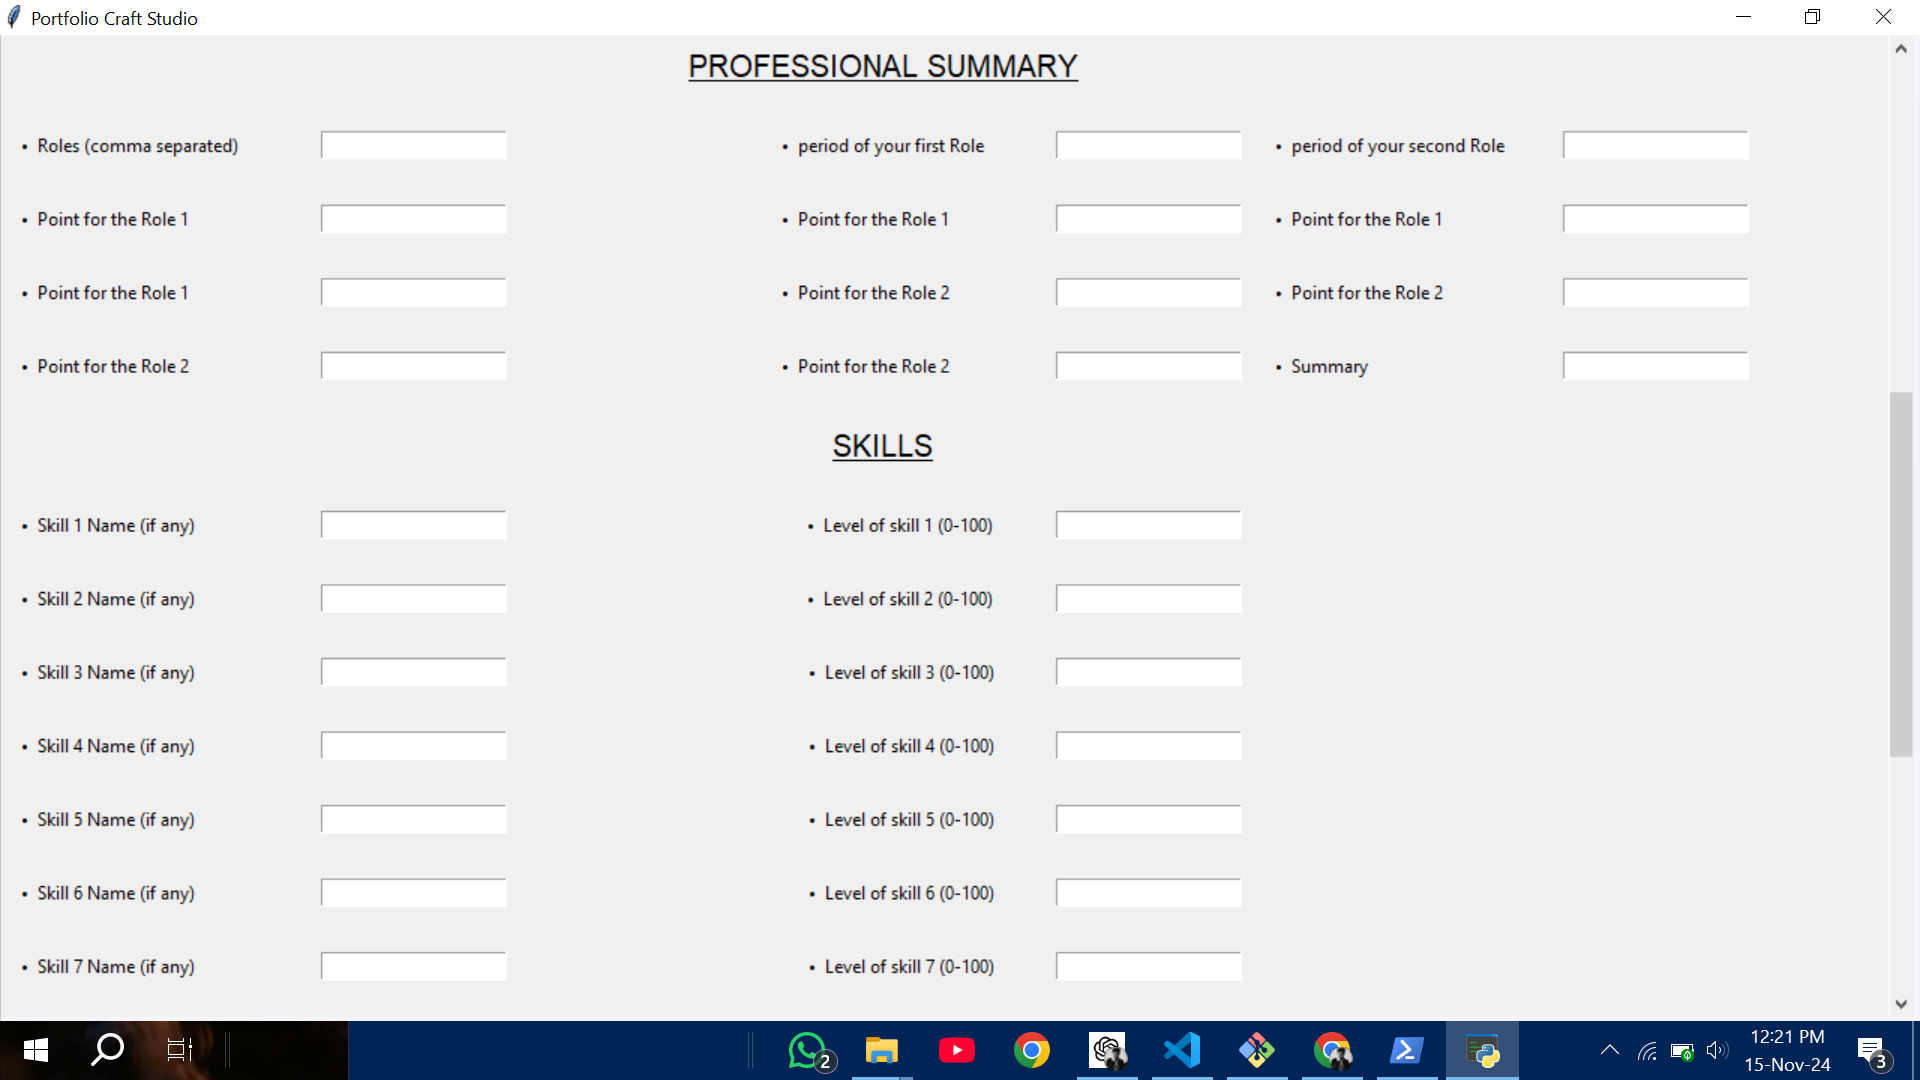 Portfolio Craft Studio
PROFESSIONAL SUMMARY
• Roles (comma separated) • period of your first Role • period of your second Role
• Point for the Role 1 • Point for the Role 1 • Point for the Role 1
• Point for the Role 1 • Point for the Role 2 • Point for the Role 2
• Point for the Role 2 • Point for the Role 2 • Summary
SKILLS
• Skill 1 Name (if any) • Level of skill 1 (0-100)
• Skill 2 Name (if any) • Level of skill 2 (0-100)
• Skill 3 Name (if any) • Level of skill 3 (0-100)
• Skill 4 Name (if any) • Level of skill 4 (0-100)
• Skill 5 Name (if any) • Level of skill 5 (0-100)
• Skill 6 Name (if any) • Level of skill 6 (0-100)
• Skill 7 Name (if any) • Level of skill 7 (0-100)
2
12:21 PM
15-Nov-24
3